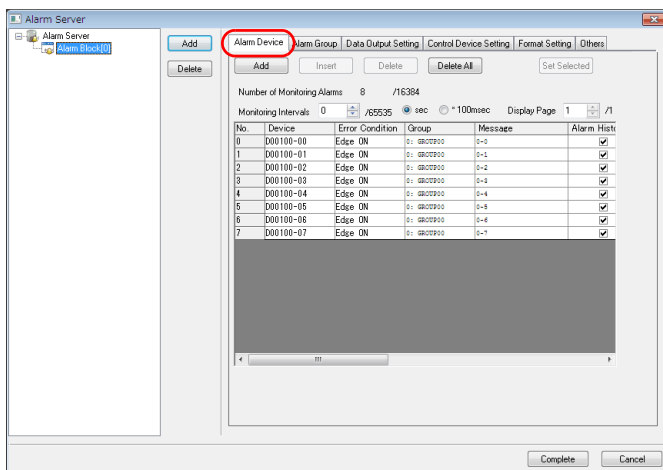 Alarm Server
Alarm Server
Alarm Block[0]
Add
Delete
Alarm Device Alarm Group Data Output Setting Control Device Setting Format Setting Others
Add Insert Delete Delete All Set Selected
Number of Monitoring Alarms 8 /16384
Monitoring Intervals 0 /65535 sec * 100msec Display Page 1 /1
No. Device Error Condition Group Message Alarm Histo
0 D00100-00 Edge ON 0: GROUP00 0-0
1 D00100-01 Edge ON 0: GROUP00 0-1
2 D00100-02 Edge ON 0: GROUP00 0-2
3 D00100-03 Edge ON 0: GROUP00 0-3
4 D00100-04 Edge ON 0: GROUP00 0-4
5 D00100-05 Edge ON 0: GROUP00 0-5
6 D00100-06 Edge ON 0: GROUP00 0-6
7 D00100-07 Edge ON 0: GROUP00 0-7
Complete Cancel